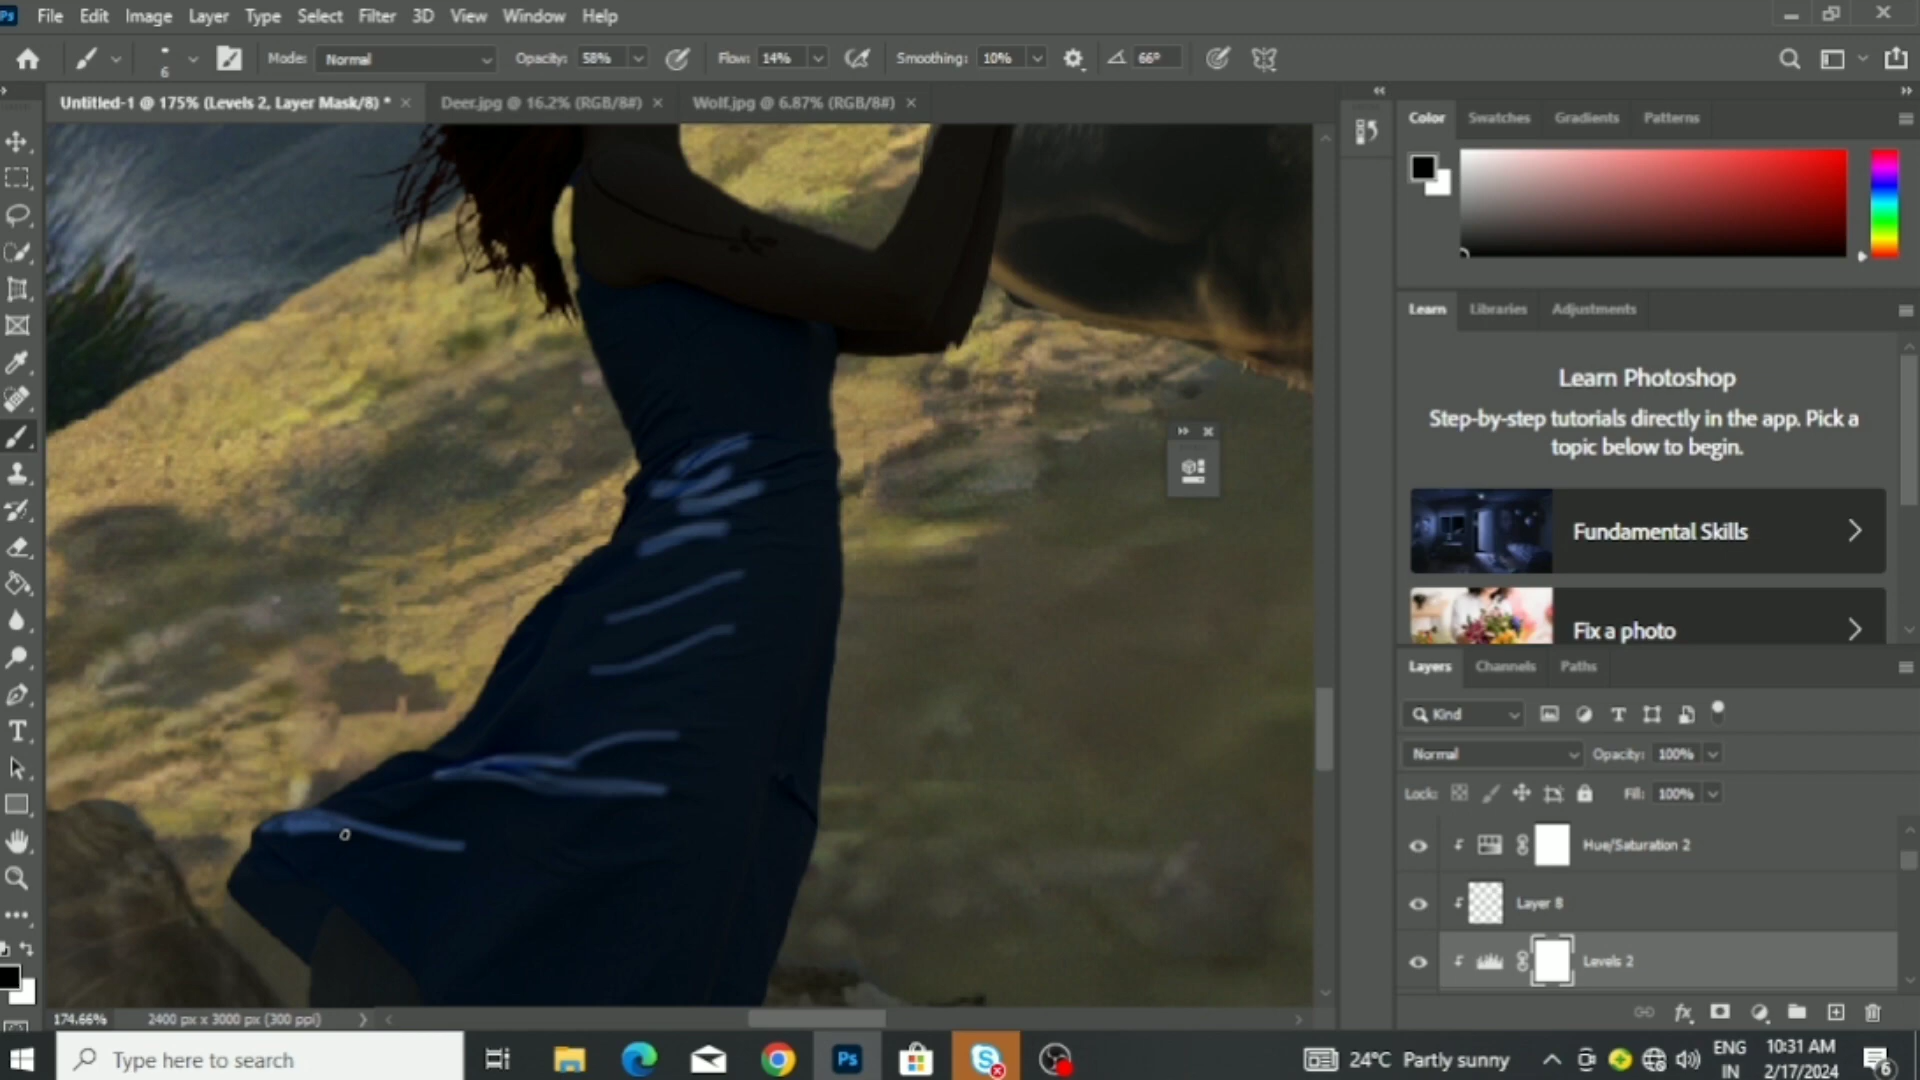 Ps File Edit Image Layer Type Select Filter 3D View Window Help
6 Mode: Normal Opacity: 58% Flow: 14% Smoothing: 10% 66°
Untitled-1 @ 175% (Levels 2, Layer Mask/8) * × Deer.jpg @ 16.2% (RGB/8#) × Wolf.jpg @ 6.87% (RGB/8#) ×
Color Swatches Gradients Patterns
Learn Libraries Adjustments
Learn Photoshop
Step-by-step tutorials directly in the app. Pick a
topic below to begin.
Fundamental Skills
Fix a photo
Layers Channels Paths
Kind
Normal Opacity: 100%
Lock: Fill: 100%
Hue/Saturation 2
Layer 8
Levels 2
174.66% 2400 px x 3000 px (300 ppi)
Type here to search
Ps
24°C Partly sunny
ENG
IN
10:31 AM
2/17/2024
6